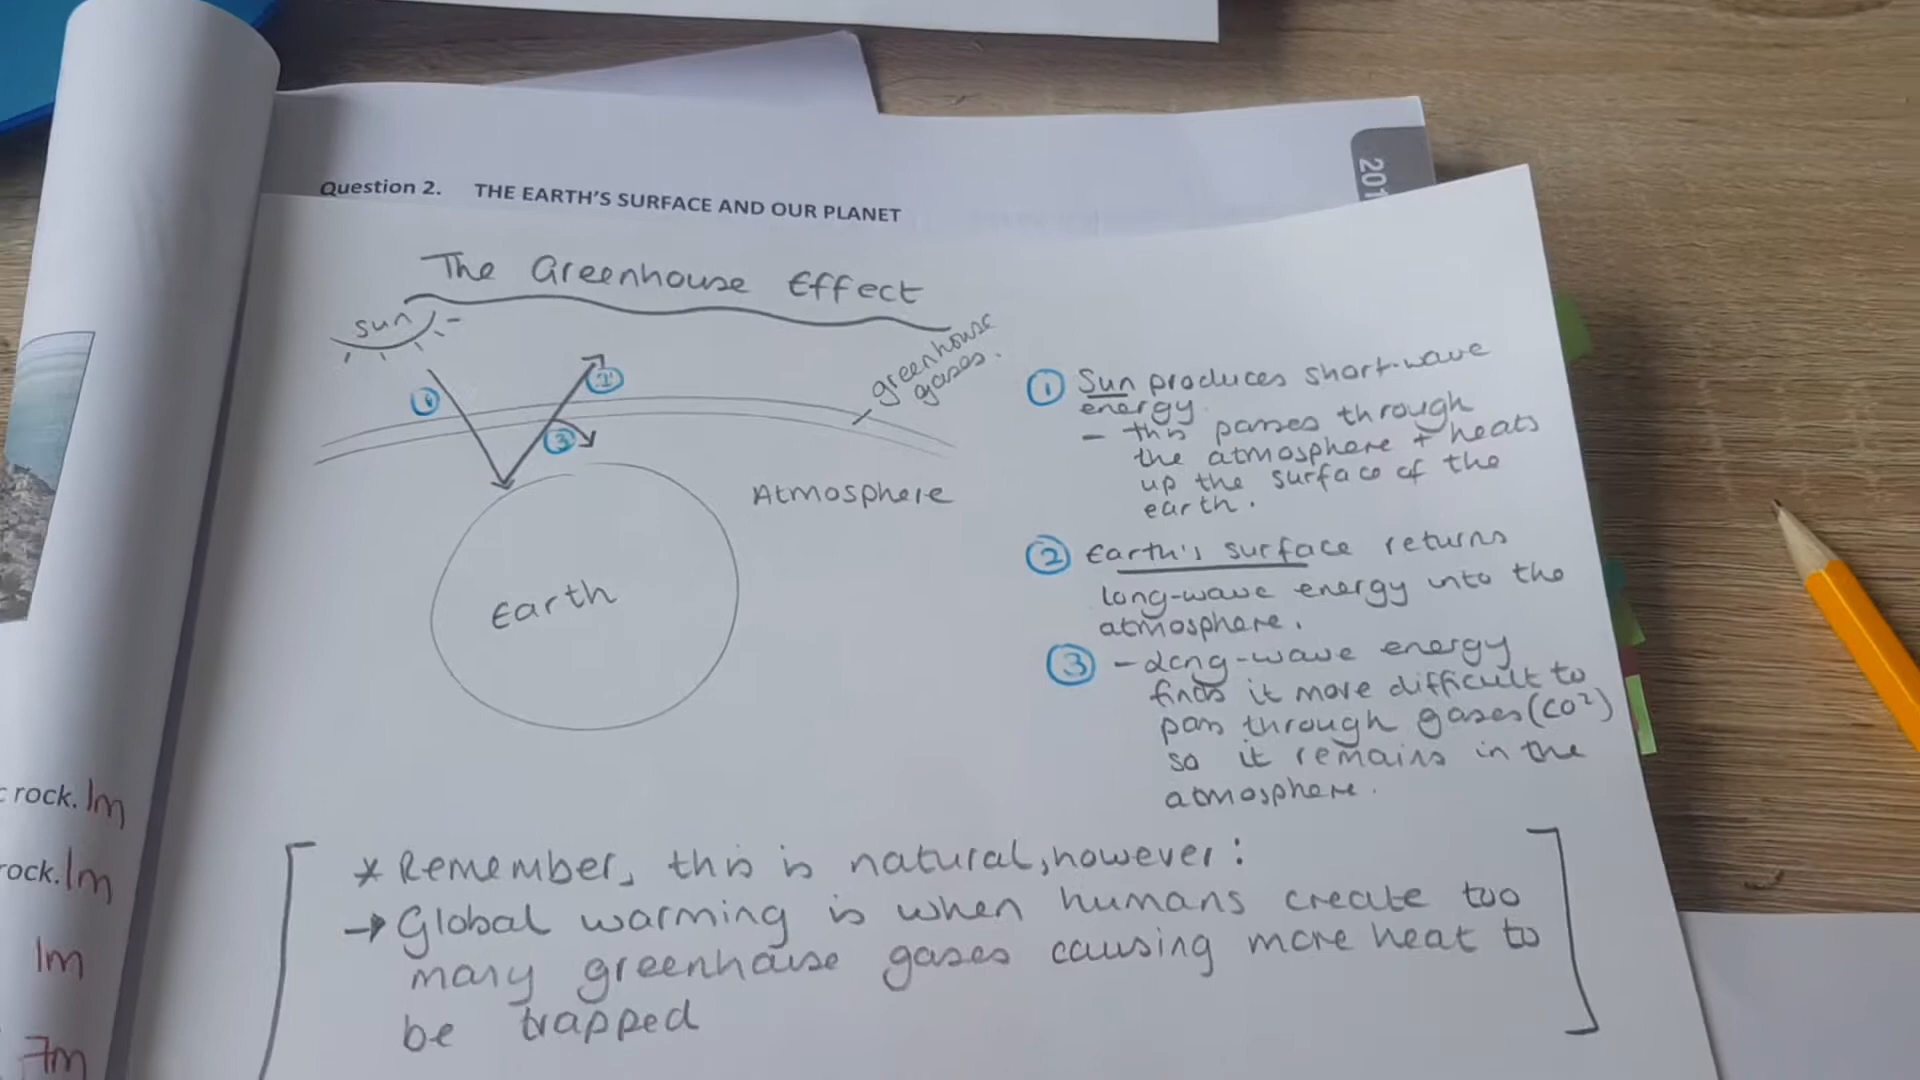 201
Question 2. THE EARTH'S SURFACE AND OUR PLANET
The Greenhouse Effect
sun
greenhouse
gases.
1
2
3
Atmosphere
Earth
1 Sun produces short-wave
energy
- this passes through
the atmosphere + heats
up the surface of the
earth.
2 Earth's surface returns
long-wave energy into the
atmosphere.
3 - Long-wave energy
finds it more difficult to
pass through gases (CO²)
so it remains in the
atmosphere.
c rock. 1m
rock. 1m
1m
7m
* Remember, this is natural, however:
→ Global warming is when humans create too
many greenhouse gases causing more heat to
be trapped